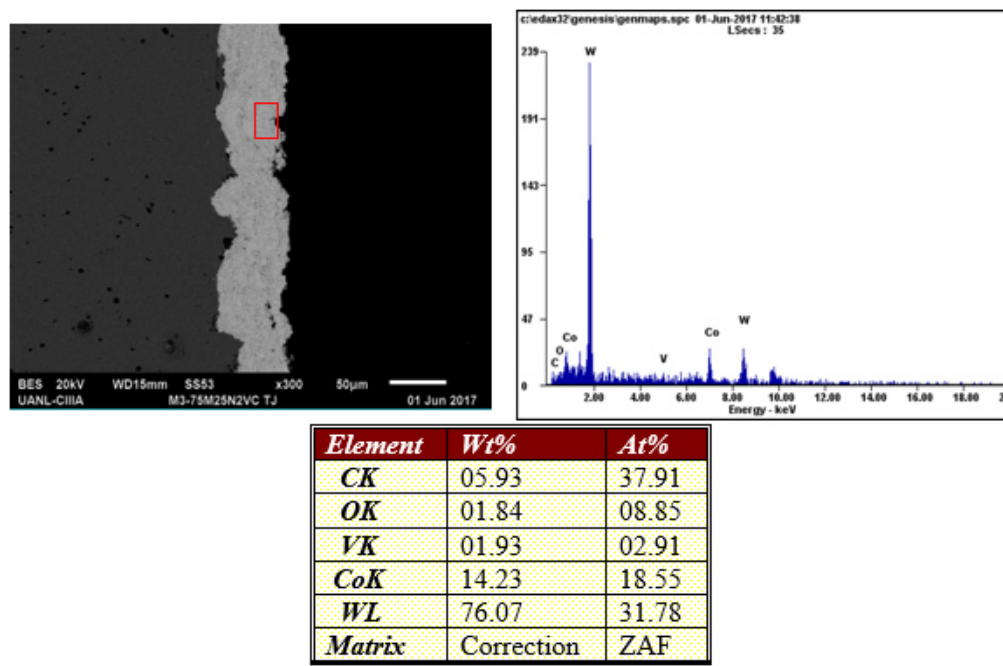 BES 20kV WD15mm SS53 x300 50µm
UANL-CIIIA M3-75M25N2VC TJ 01 Jun 2017
c:\edax32\genesis\genmaps.spc 01-Jun-2017 11:42:38
LSecs : 35
239
191
143
95
47
0
W
C
O
Co
V
Co
W
2.00 4.00 6.00 8.00 10.00 12.00 14.00 16.00 18.00
Energy - keV
Element Wt% At%
CK 05.93 37.91
OK 01.84 08.85
VK 01.93 02.91
CoK 14.23 18.55
WL 76.07 31.78
Matrix Correction ZAF